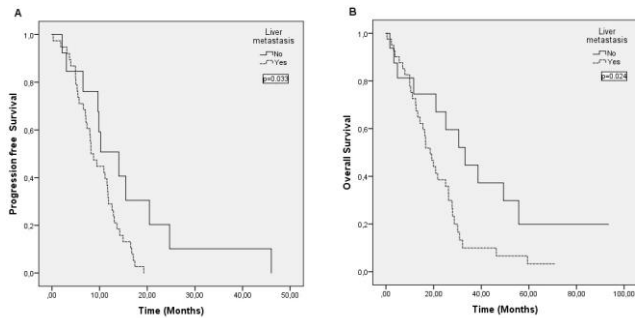 A
Liver
metastasis
No
Yes
p=0.033
Progression free Survival
1,0
0,8
0,6
0,4
0,2
0,0
,00
10,00
20,00
30,00
40,00
50,00
Time (Months)
B
Liver
metastasis
No
Yes
p=0.024
Overall Survival
1,0
0,8
0,6
0,4
0,2
0,0
,00
20,00
40,00
60,00
80,00
100,00
Time (Months)